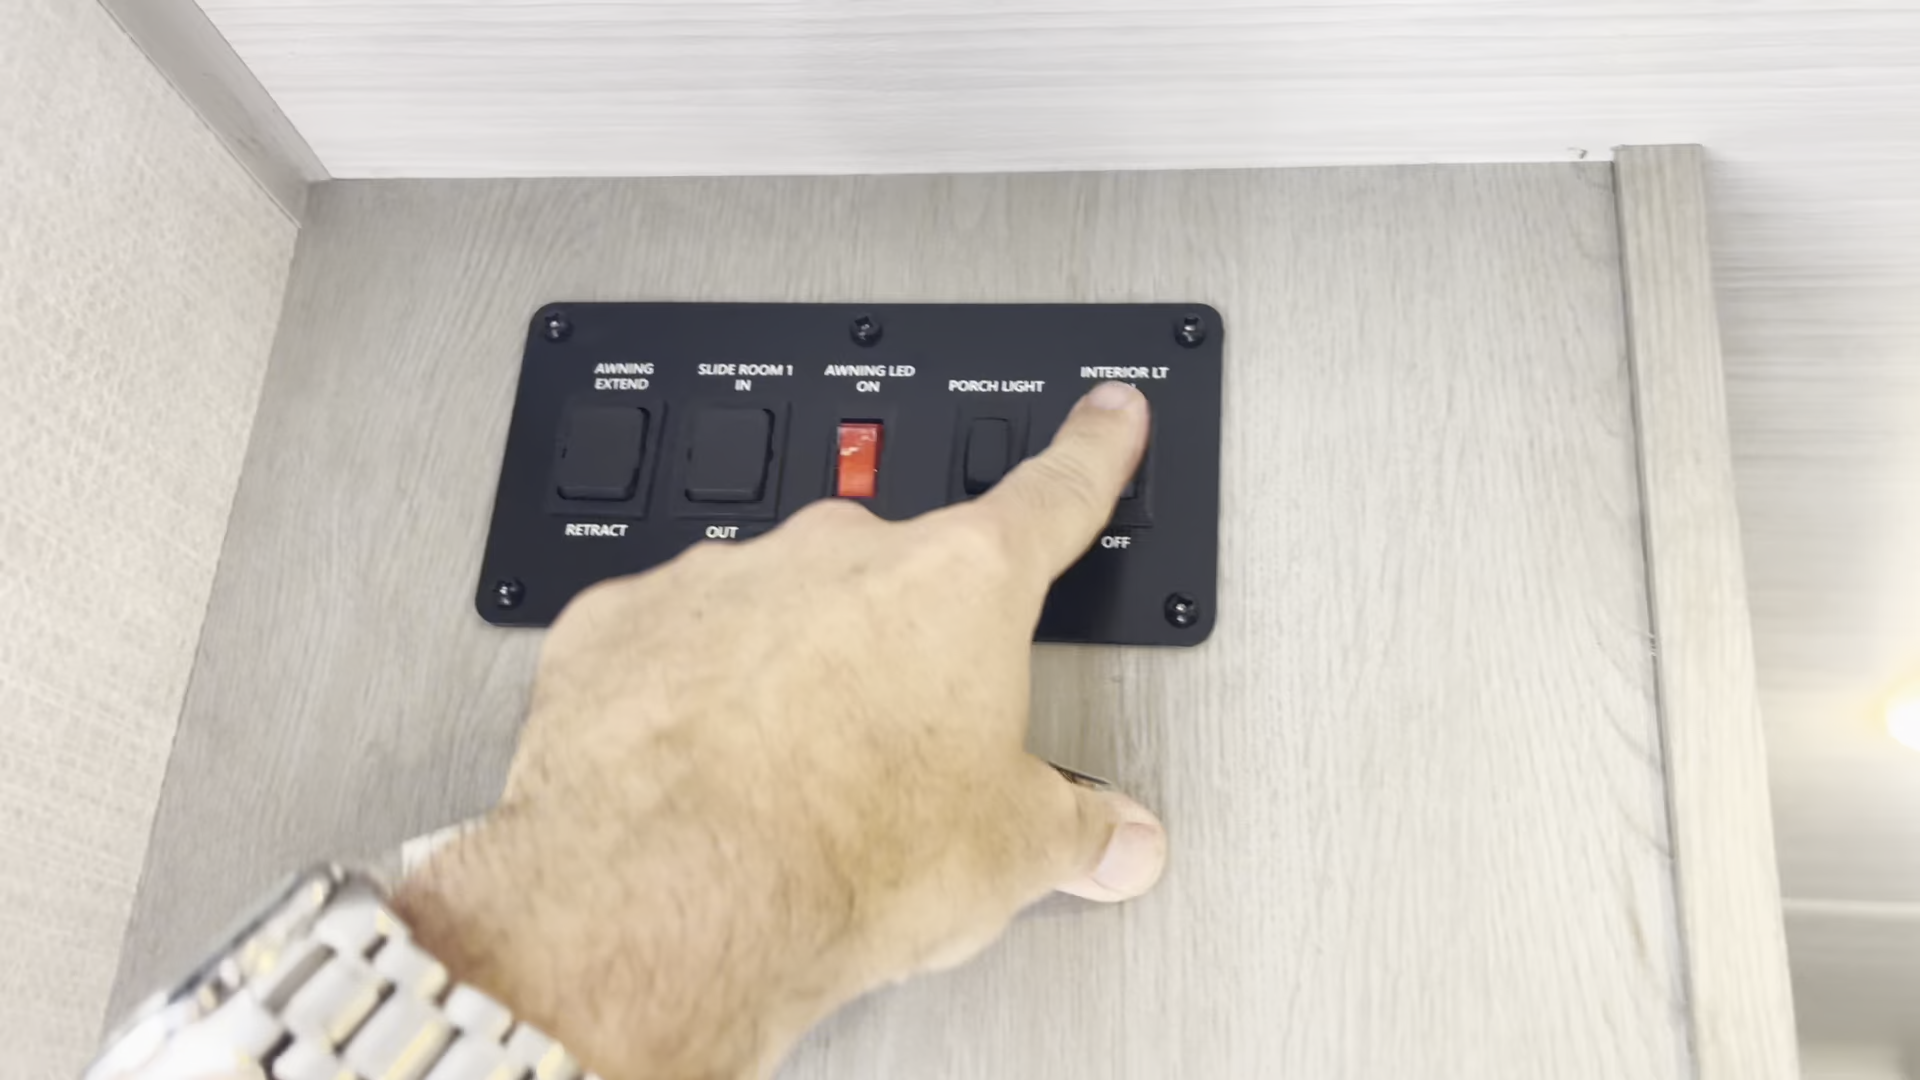 AWNING
EXTEND
SLIDE ROOM 1
IN
AWNING LED
ON
PORCH LIGHT
INTERIOR LT
RETRACT
OUT
OFF